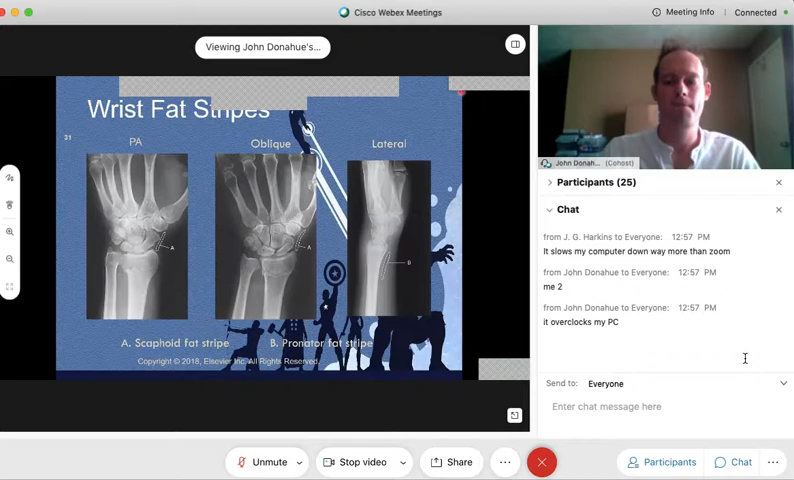 Cisco Webex Meetings
Meeting Info
Connected
Viewing John Donahue's...
Wrist Fat Stripes
31
PA
Oblique
Lateral
A
A
B
A. Scaphoid fat stripe
B. Pronator fat stripe
Copyright © 2018, Elsevier Inc. All Rights Reserved.
John Donah... (Cohost)
Participants (25)
Chat
from J. G. Harkins to Everyone: 12:57 PM
It slows my computer down way more than zoom
from John Donahue to Everyone: 12:57 PM
me 2
from John Donahue to Everyone: 12:57 PM
it overclocks my PC
Send to: Everyone
Enter chat message here
Unmute
Stop video
Share
Participants
Chat